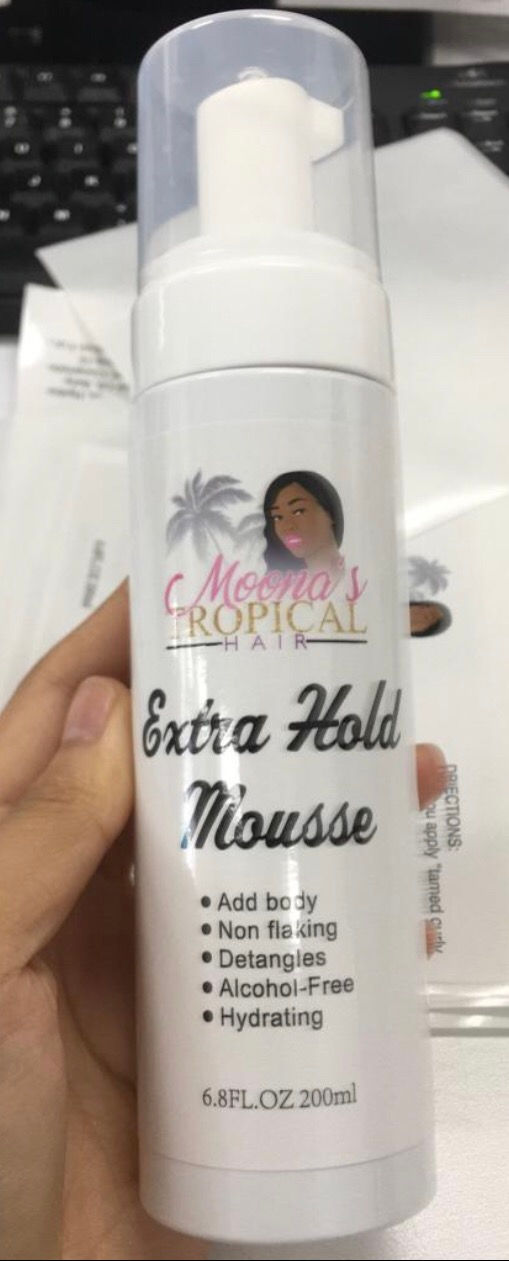 Moona's
TROPICAL
HAIR
Extra Hold
Mousse
• Add body
• Non flaking
• Detangles
• Alcohol-Free
• Hydrating
6.8FL.OZ 200ml
DIRECTIONS:
you apply "tamed curly